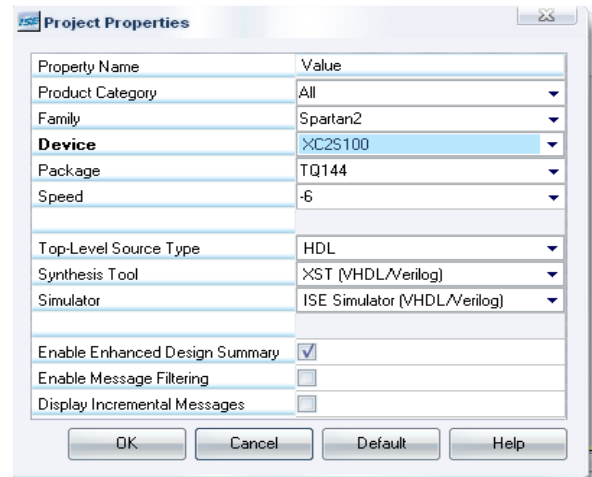 ISE Project Properties
Property Name Value
Product Category All
Family Spartan2
Device XC2S100
Package TQ144
Speed -6
Top-Level Source Type HDL
Synthesis Tool XST (VHDL/Verilog)
Simulator ISE Simulator (VHDL/Verilog)
Enable Enhanced Design Summary
Enable Message Filtering
Display Incremental Messages
OK Cancel Default Help